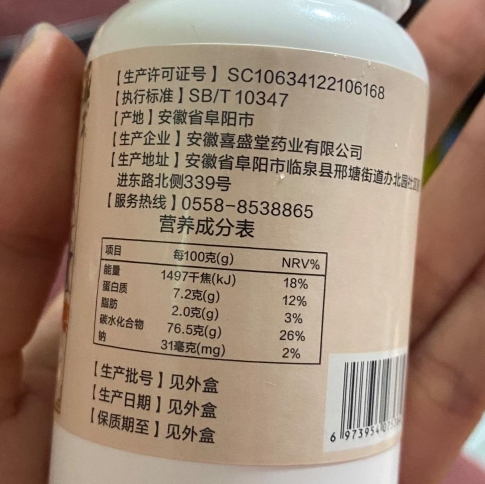 【生产许可证号】SC10634122106168
【执行标准】SB/T 10347
【产地】安徽省阜阳市
【生产企业】安徽喜盛堂药业有限公司
【生产地址】安徽省阜阳市临泉县邢塘街道办北园社区
进东路北侧339号
【服务热线】0558-8538865
营养成分表
项目 每100克(g) NRV%
能量 1497千焦(kJ) 18%
蛋白质 7.2克(g) 12%
脂肪 2.0克(g) 3%
碳水化合物 76.5克(g) 26%
钠 31毫克(mg) 2%
【生产批号】见外盒
【生产日期】见外盒
【保质期至】见外盒